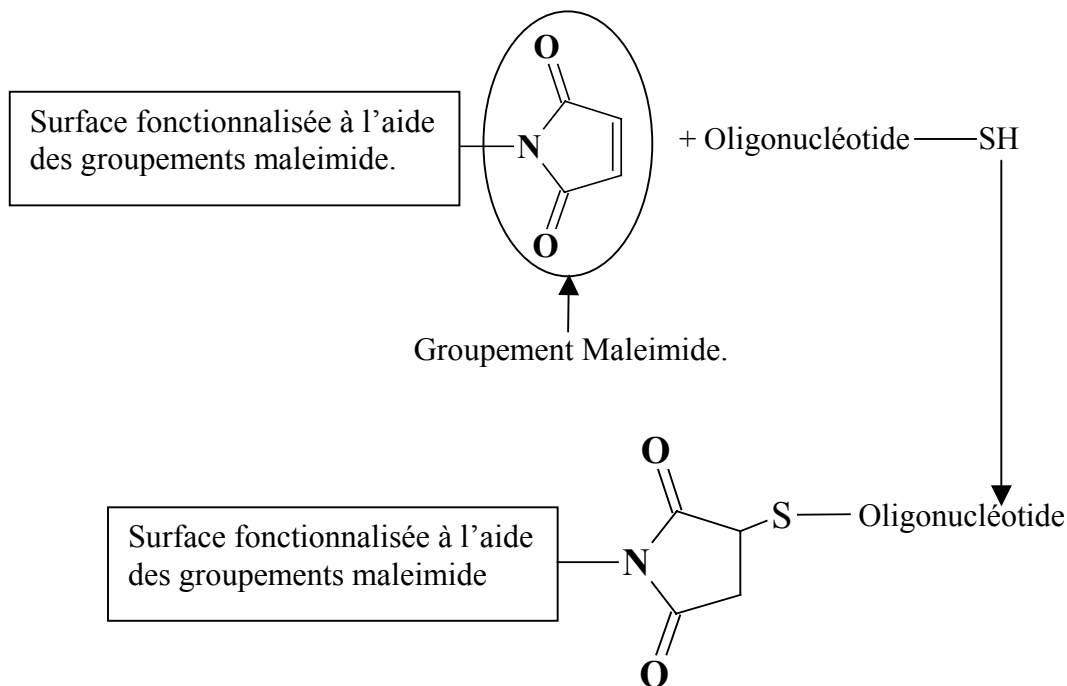 O
Surface fonctionnalisée à l'aide
des groupements maleimide.
N
+ Oligonucléotide SH
O
Groupement Maleimide.
O
S Oligonucléotide
Surface fonctionnalisée à l'aide
des groupements maleimide
N
O